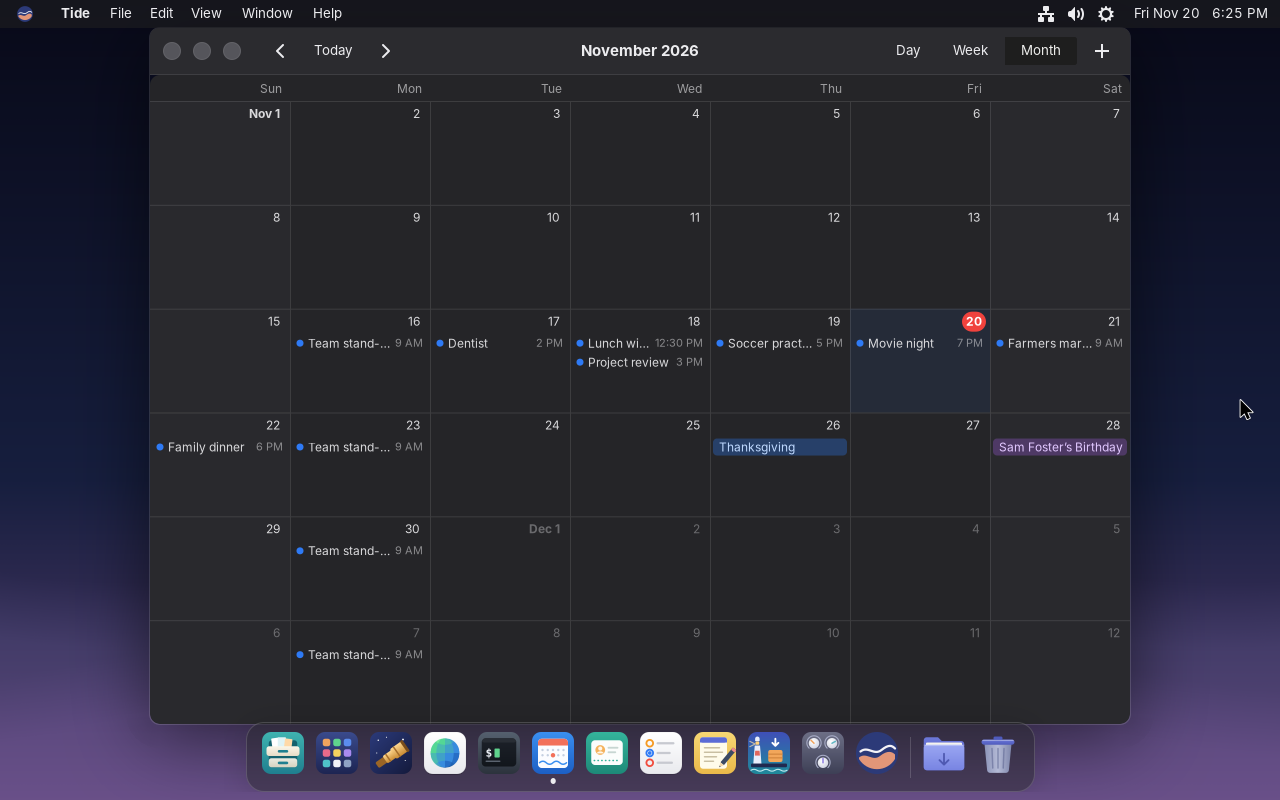 Tide File Edit View Window Help Fri Nov 20 6:25 PM
Today November 2026 Day Week Month
Sun Mon Tue Wed Thu Fri Sat
Nov 1 2 3 4 5 6 7
8 9 10 11 12 13 14
15 16 17 18 19 20 21
Team stand-... 9 AM Dentist 2 PM Lunch wi... 12:30 PM Soccer pract... 5 PM Movie night 7 PM Farmers mar... 9 AM
Project review 3 PM
22 23 24 25 26 27 28
Family dinner 6 PM Team stand-... 9 AM Thanksgiving Sam Foster's Birthday
29 30 Dec 1 2 3 4 5
Team stand-... 9 AM
6 7 8 9 10 11 12
Team stand-... 9 AM
$